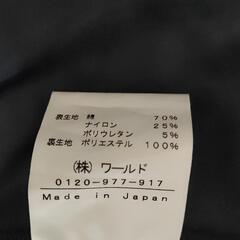 表生地 綿 70%
ナイロン 25%
ポリウレタン 5%
裏生地 ポリエステル 100%
(株) ワールド
0120-977-917
Made in Japan